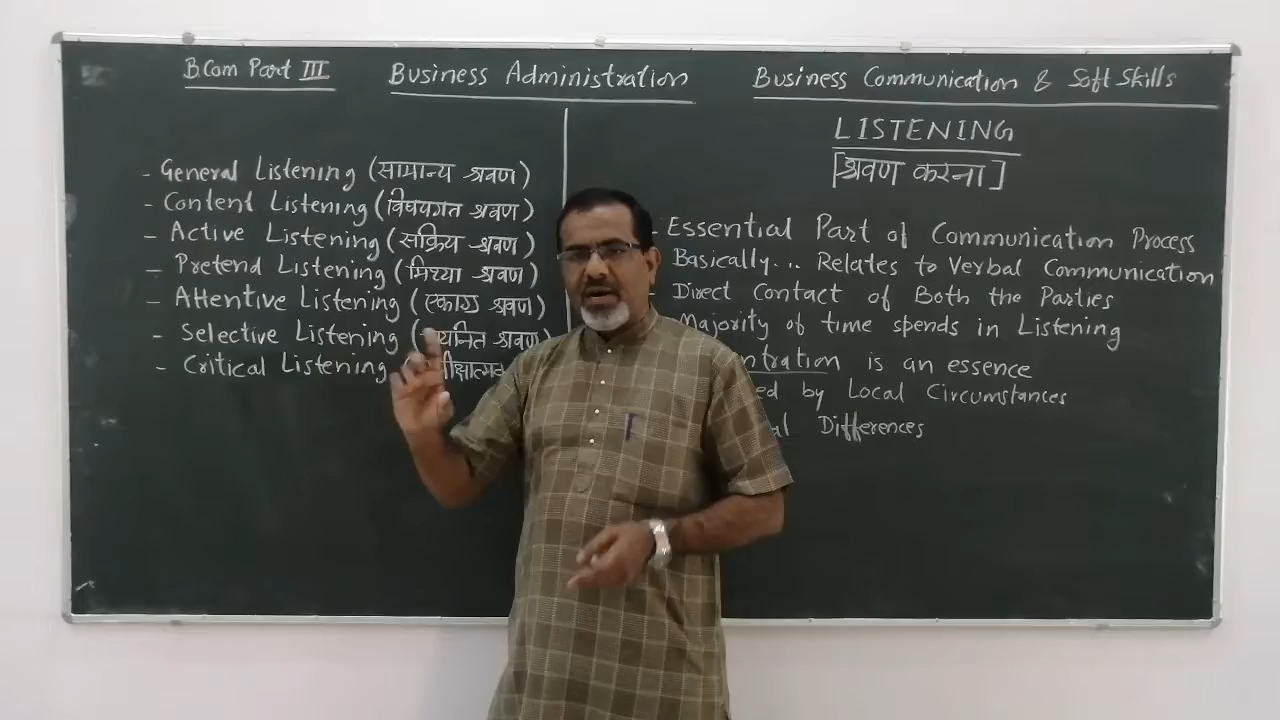 BCom Part III
Business Administration
Business Communication & Soft Skills
- General Listening (सामान्य श्रवण)
- Content Listening (विषयगत श्रवण)
- Active Listening (सक्रिय श्रवण)
- Pretend Listening (मिथ्या श्रवण)
- Attentive Listening (एकाग्र श्रवण)
- Selective Listening ( श्रवण)
- Critical Listening
LISTENING
[श्रवण करना]
- Essential Part of Communication Process
Basically... Relates to Verbal Communication
- Direct Contact of Both the Parties
Majority of time spends in Listening
is an essence
by Local Circumstances
Differences